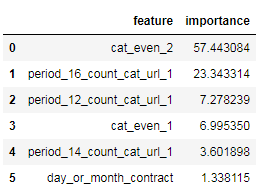 feature importance
0 cat_even_2 57.443084
1 period_16_count_cat_url_1 23.343314
2 period_12_count_cat_url_1 7.278239
3 cat_even_1 6.995350
4 period_14_count_cat_url_1 3.601898
5 day_or_month_contract 1.338115